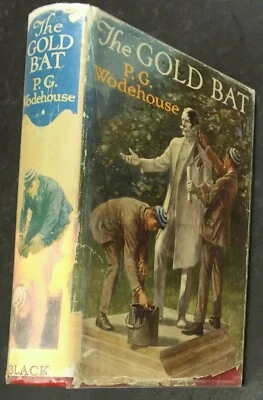 The
GOLD
BAT
P. G.
Wodehouse
BLACK
The
GOLD BAT
P. G.
Wodehouse